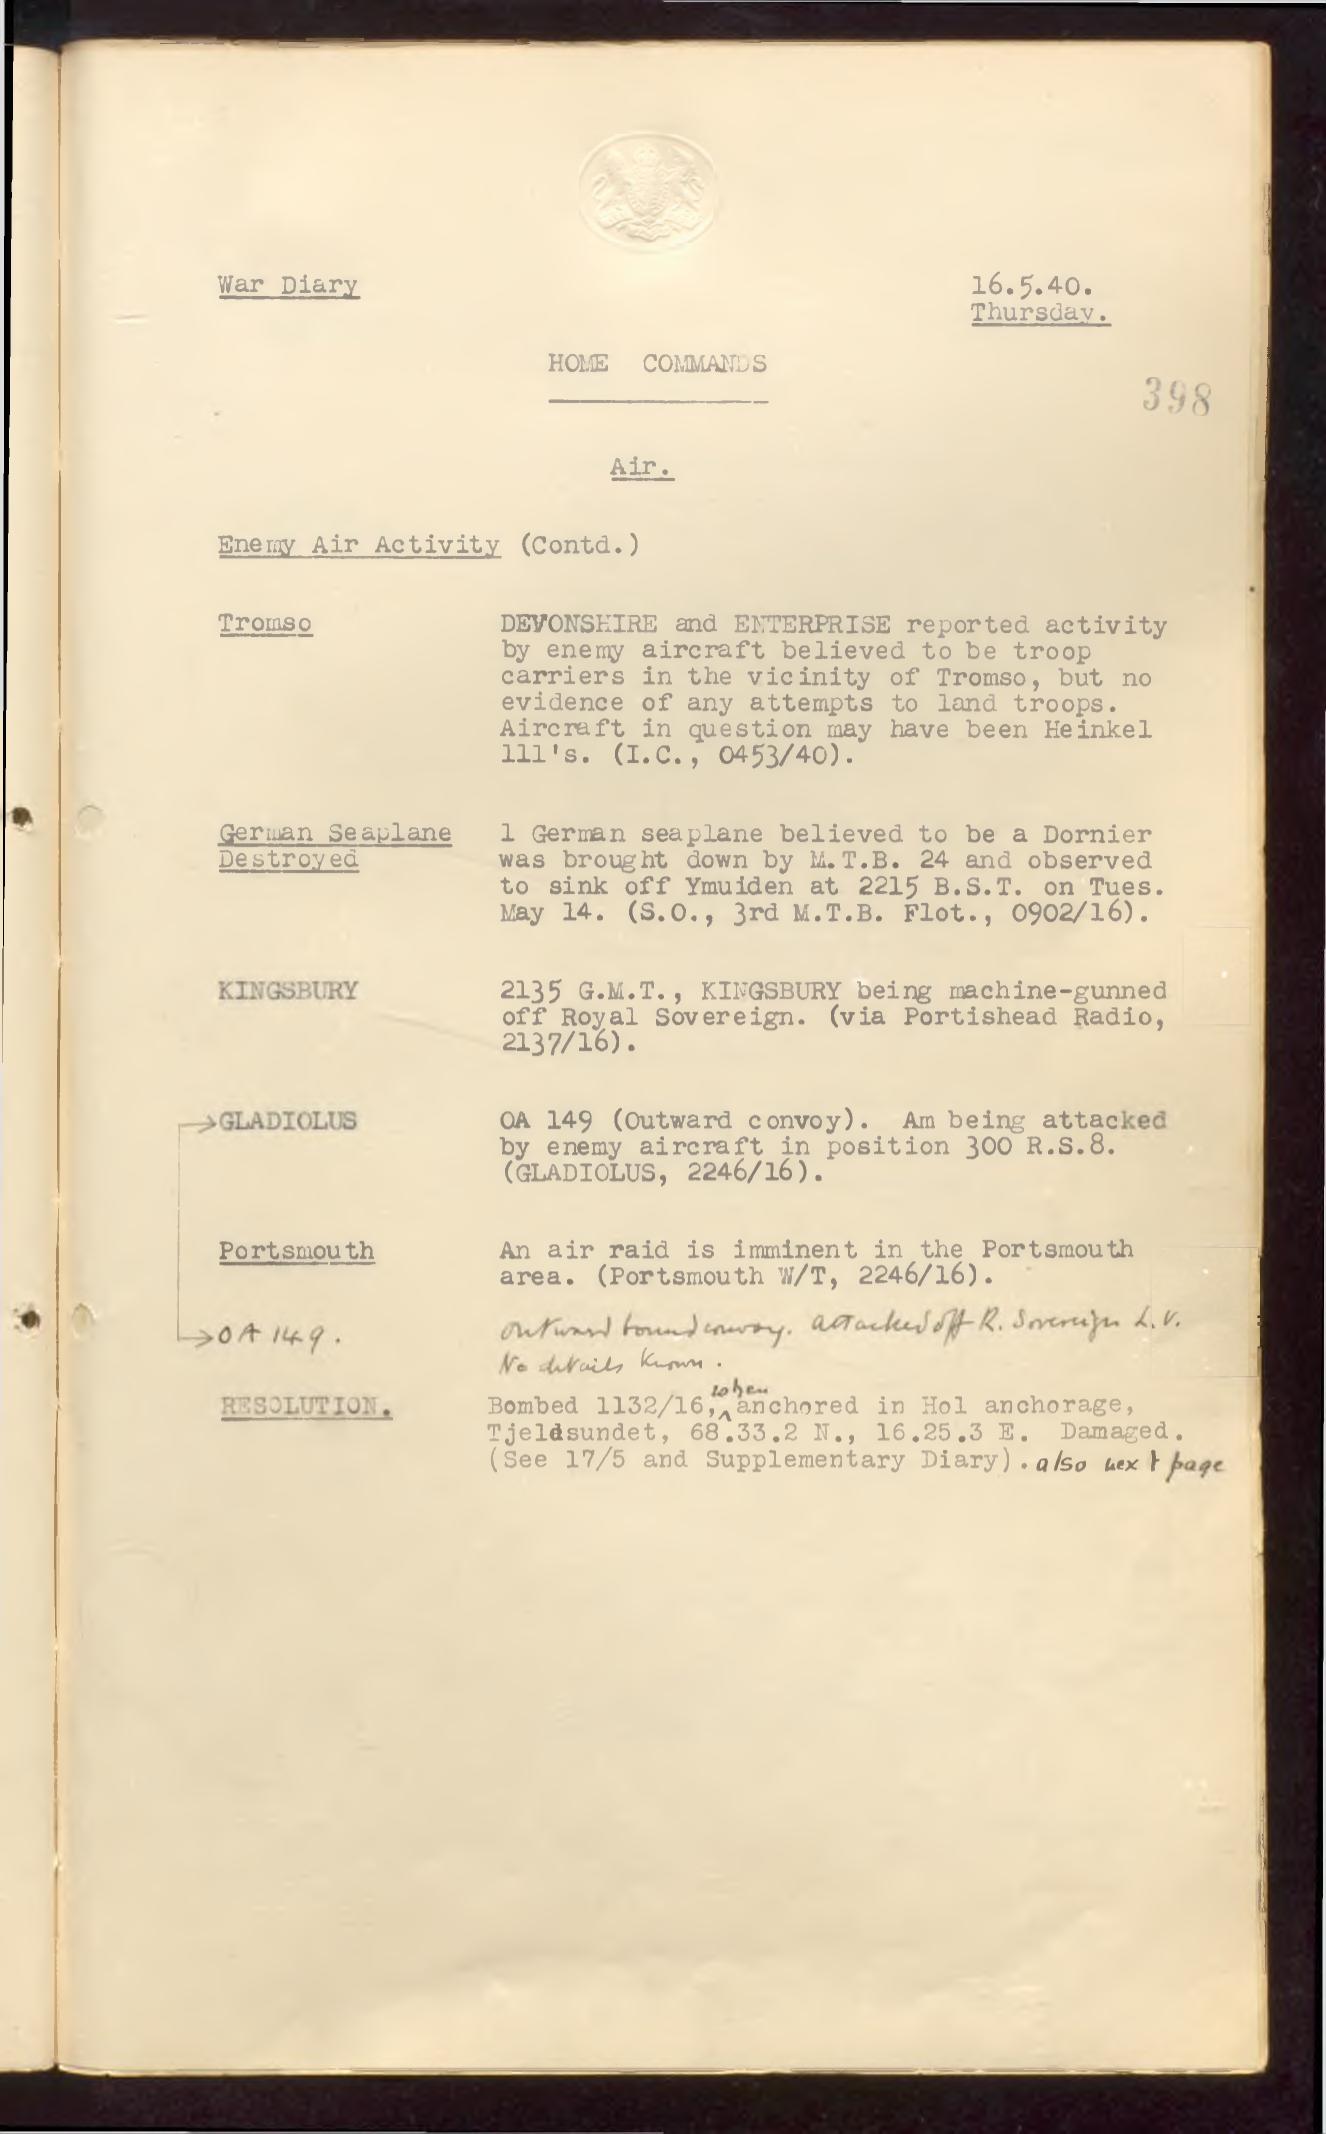 War Diary
16.5.40.
Thursday.
HOME COMMANDS
398
Air.
Enemy Air Activity (Contd.)
Tromso
DEVONSHIRE and ENTERPRISE reported activity
by enemy aircraft believed to be troop
carriers in the vicinity of Tromso, but no
evidence of any attempts to land troops.
Aircraft in question may have been Heinkel
111's. (I.C., 0453/40).
German Seaplane
Destroyed
1 German seaplane believed to be a Dornier
was brought down by M.T.B. 24 and observed
to sink off Ymuiden at 2215 B.S.T. on Tues.
May 14. (S.O., 3rd M.T.B. Flot., 0902/16).
KINGSBURY
2135 G.M.T., KINGSBURY being machine-gunned
off Royal Sovereign. (via Portishead Radio,
2137/16).
GLADIOLUS
OA 149 (Outward convoy). Am being attacked
by enemy aircraft in position 300 R.S.8.
(GLADIOLUS, 2246/16).
Portsmouth
An air raid is imminent in the Portsmouth
area. (Portsmouth W/T, 2246/16).
OA 149.
Outward bound convoy. attacked off R. Sovereign L.V.
No details known.
RESOLUTION.
Bombed 1132/16, when anchored in Hol anchorage,
Tjeldsundet, 68.33.2 N., 16.25.3 E. Damaged.
(See 17/5 and Supplementary Diary). also next page